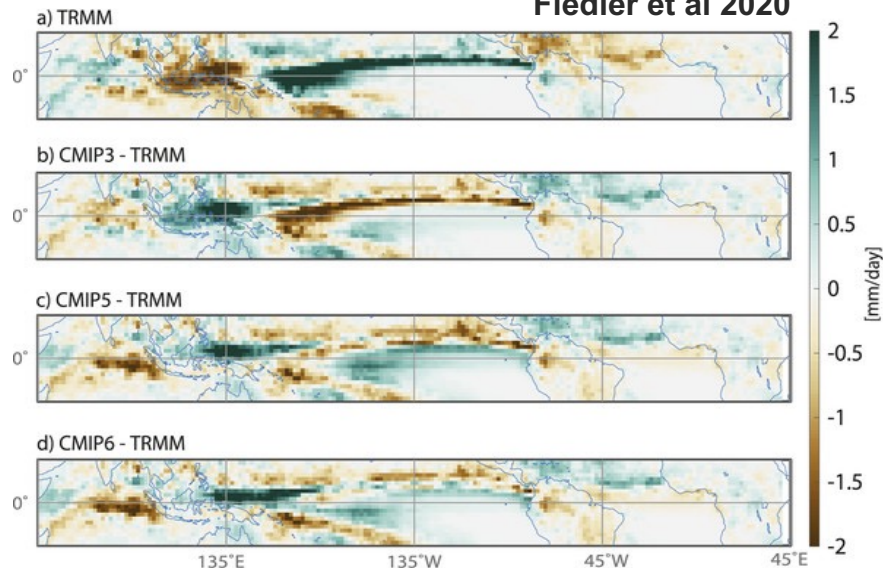 Fiedler et al 2020
a) TRMM
0°
b) CMIP3 - TRMM
0°
c) CMIP5 - TRMM
0°
d) CMIP6 - TRMM
0°
135°E
135°W
45°W
45°E
2
1.5
1
0.5
0
-0.5
-1
-1.5
-2
[mm/day]